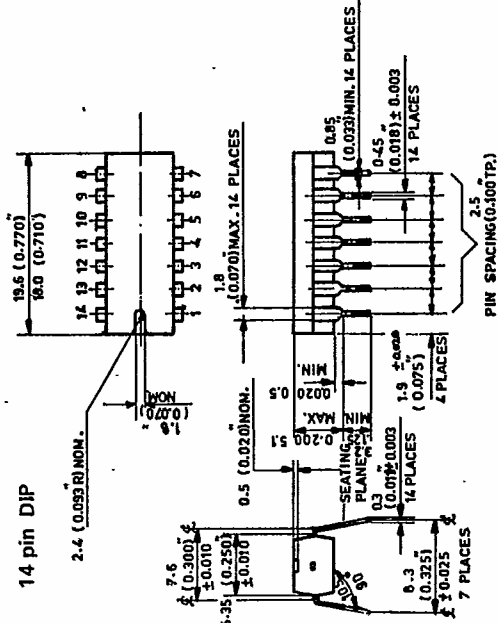 14 pin DIP
19.6 (0.770)"
18.0 (0.710)
14 13 12 11 10 9 8
1 2 3 4 5 6 7
2.4 (0.093 R) NOM.
1.8"
(0.070)
NOM
1.8
(0.070) MAX. 14 PLACES
0.85"
(0.033) MIN. 14 PLACES
0.45"
(0.018) ± 0.003
14 PLACES
2.5"
PIN SPACING (0.100 T.P.)
1.9" ±0.020
(0.075)
4 PLACES
0.020 0.5
MIN.
0.200 5.1
MAX.
MIN.
0.5 (0.020) NOM.
SEATING
PLANE
0.3"
(0.011) ± 0.003
14 PLACES
7.6"
(0.300)
±0.010
6.35"
(0.250)
±0.010
8
105°
90°
8.3"
(0.325)
±0.025
7 PLACES